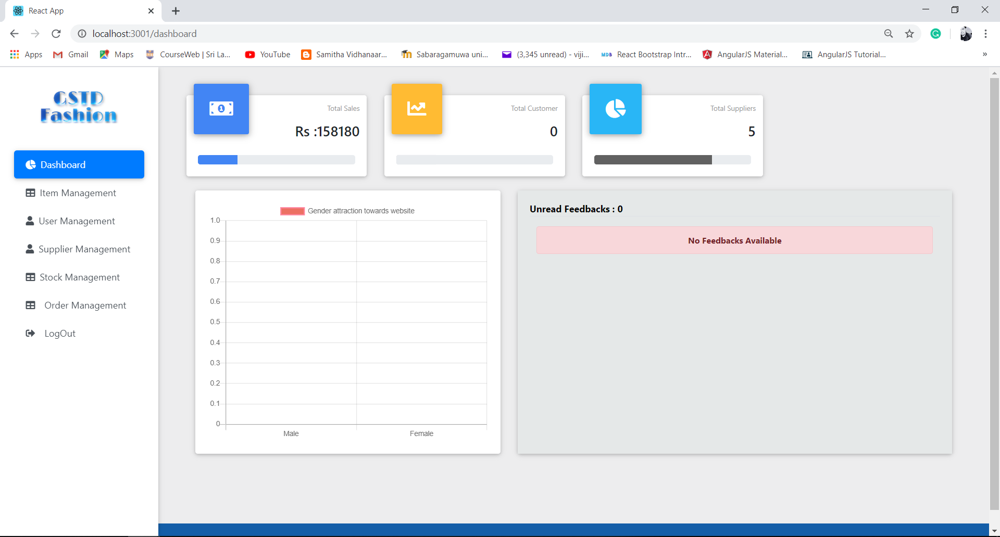 React App
localhost:3001/dashboard
Apps
Gmail
Maps
CourseWeb | Sri La...
YouTube
Samitha Vidhanaar...
Sabaragamuwa uni...
(3,345 unread) - viji...
MDB
React Bootstrap Intr...
AngularJS Material...
AngularJS Tutorial...
»
GSTD
Fashion
Dashboard
Item Management
User Management
Supplier Management
Stock Management
Order Management
LogOut
Total Sales
Rs :158180
Total Customer
0
Total Suppliers
5
Gender attraction towards website
1.0
0.9
0.8
0.7
0.6
0.5
0.4
0.3
0.2
0.1
0
Male Female
Unread Feedbacks : 0
No Feedbacks Available